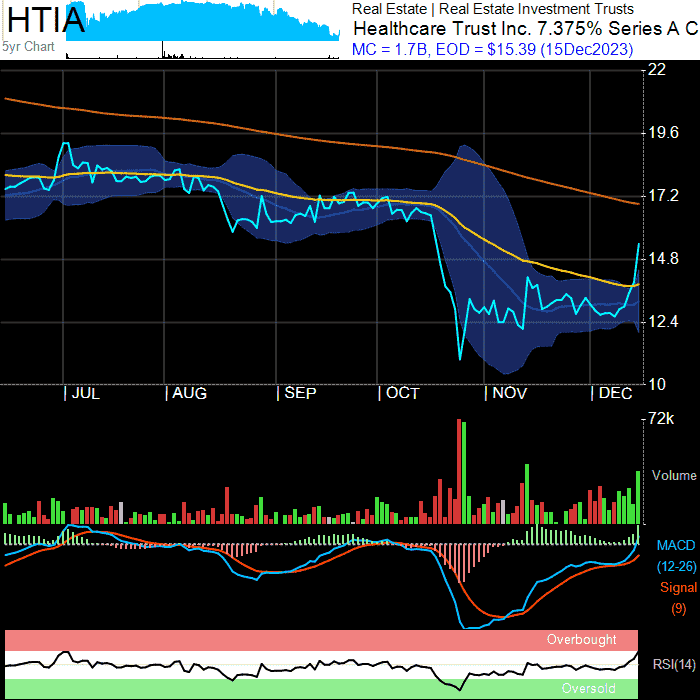 HTIA
5yr Chart
Real Estate | Real Estate Investment Trusts
Healthcare Trust Inc. 7.375% Series A C
MC = 1.7B, EOD = $15.39 (15Dec2023)
22
19.6
17.2
14.8
12.4
10
| JUL | AUG | SEP | OCT | NOV | DEC
72k
Volume
MACD
(12-26)
Signal
(9)
Overbought
RSI(14)
Oversold